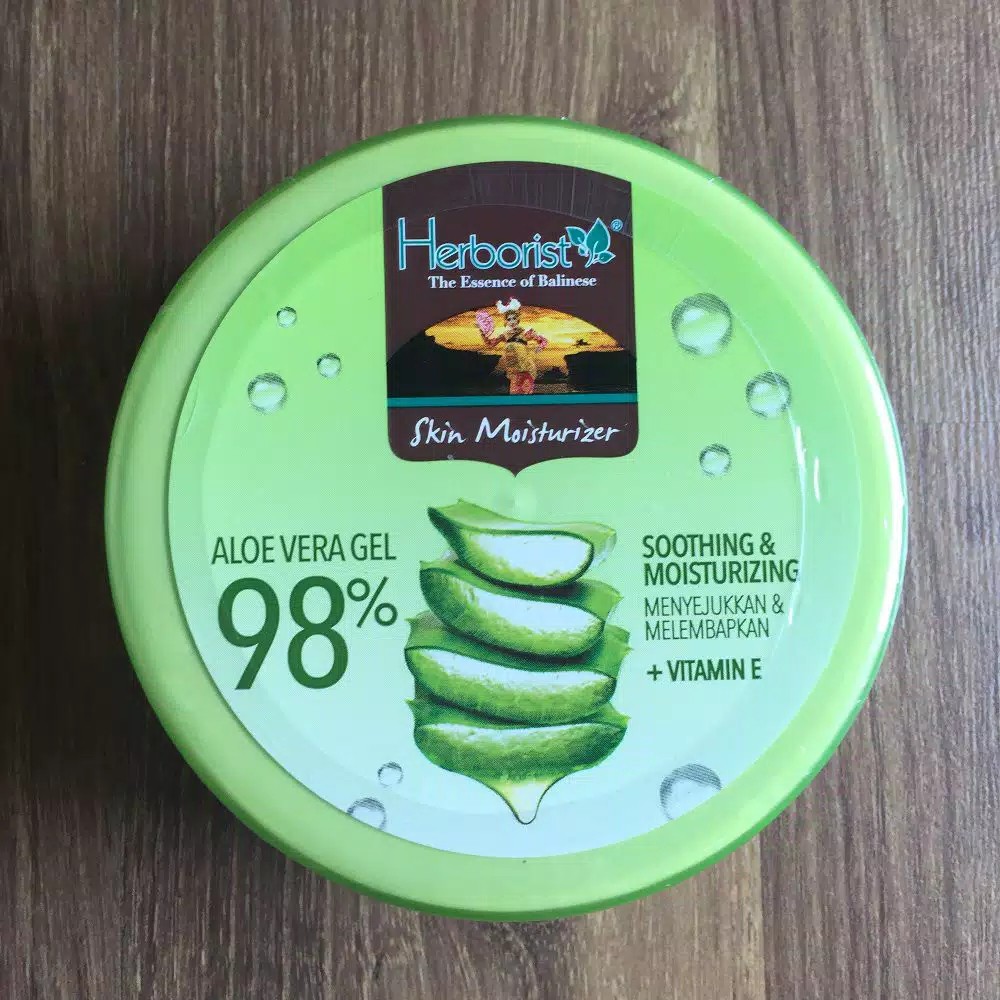 Herborist®
The Essence of Balinese
Skin Moisturizer
ALOE VERA GEL
98%
SOOTHING &
MOISTURIZING
MENYEJUKKAN &
MELEMBAPKAN
+ VITAMIN E